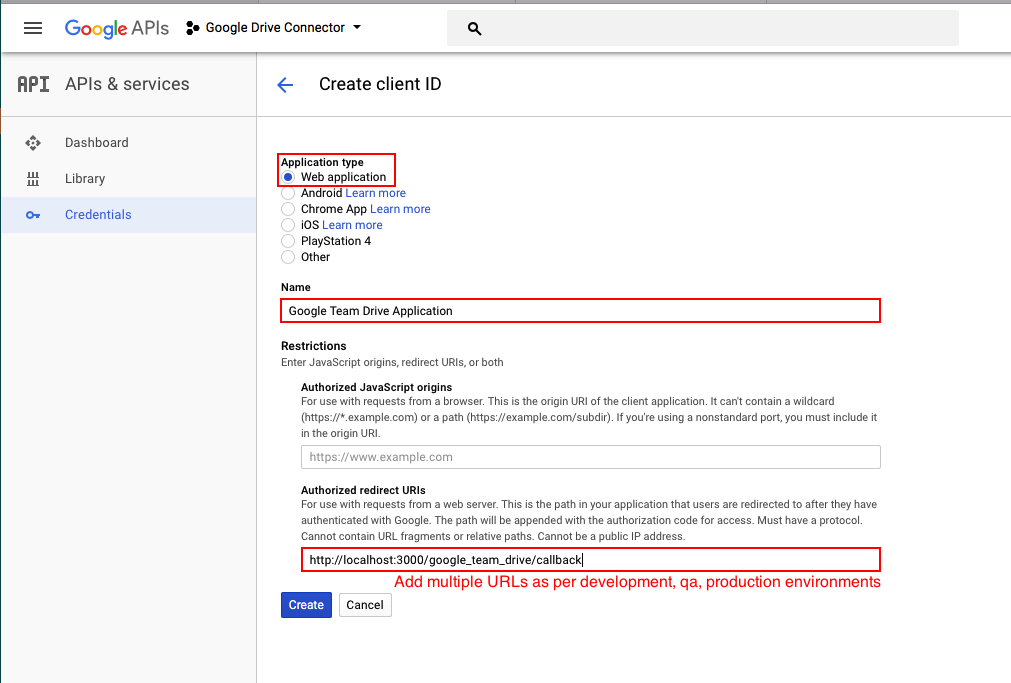 Google APIs Google Drive Connector
API APIs & services
Create client ID
Dashboard
Library
Credentials
Application type
Web application
Android Learn more
Chrome App Learn more
iOS Learn more
PlayStation 4
Other
Name
Google Team Drive Application
Restrictions
Enter JavaScript origins, redirect URIs, or both
Authorized JavaScript origins
For use with requests from a browser. This is the origin URI of the client application. It can't contain a wildcard
(https://*.example.com) or a path (https://example.com/subdir). If you're using a nonstandard port, you must include it
in the origin URI.
https://www.example.com
Authorized redirect URIs
For use with requests from a web server. This is the path in your application that users are redirected to after they have
authenticated with Google. The path will be appended with the authorization code for access. Must have a protocol.
Cannot contain URL fragments or relative paths. Cannot be a public IP address.
http://localhost:3000/google_team_drive/callback
Add multiple URLs as per development, qa, production environments
Create Cancel